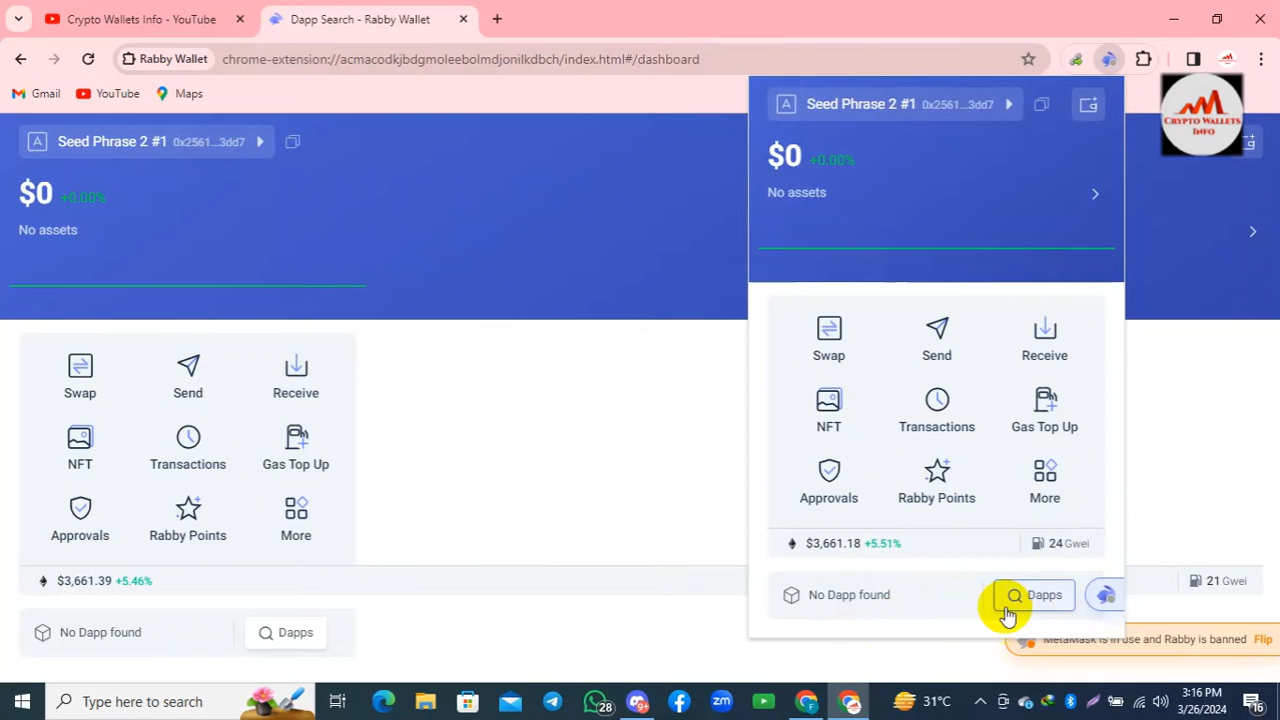 Crypto Wallets Info - YouTube
Dapp Search - Rabby Wallet
Rabby Wallet
chrome-extension://acmacodkjbdgmoleebolmdjonilkdbch/index.html#/dashboard
Gmail
YouTube
Maps
Seed Phrase 2 #1 0x2561...3dd7
$0 +0.00%
No assets
Swap
Send
Receive
NFT
Transactions
Gas Top Up
Approvals
Rabby Points
More
$3,661.39 +5.46%
No Dapp found
Dapps
Seed Phrase 2 #1 0x2561...3dd7
$0 +0.00%
No assets
Swap
Send
Receive
NFT
Transactions
Gas Top Up
Approvals
Rabby Points
More
$3,661.18 +5.51%
24 Gwei
No Dapp found
Dapps
CRYPTO WALLETS
INFO
21 Gwei
MetaMask is in use and Rabby is banned Flip
Type here to search
28
31°C
3:16 PM
3/26/2024
16